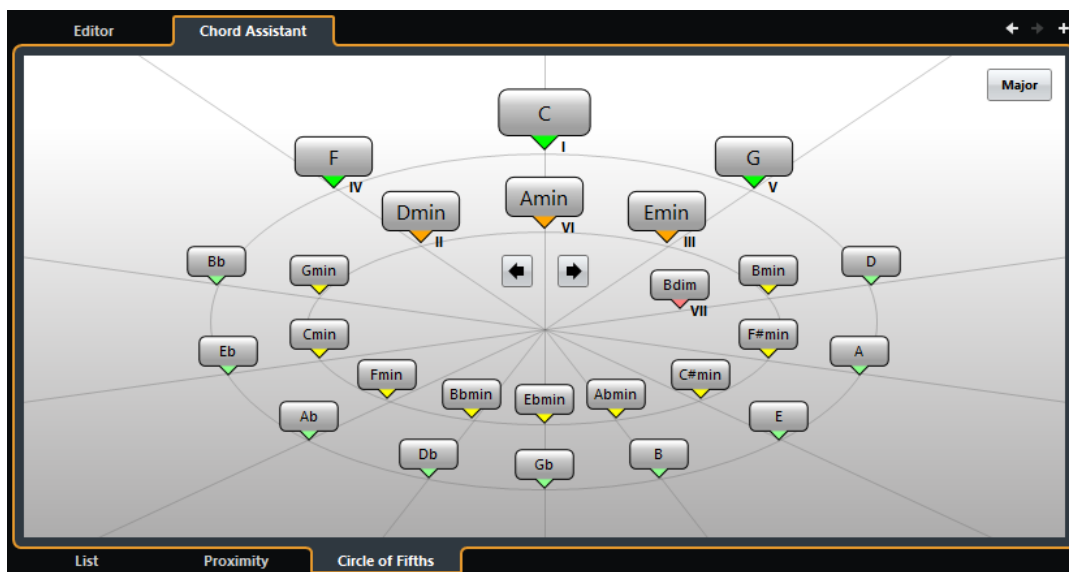 Editor
Chord Assistant
Major
C
I
F
IV
G
V
Amin
VI
Dmin
II
Emin
III
Bb
Gmin
Bdim
VII
Bmin
D
Eb
Cmin
F#min
A
Fmin
C#min
Bbmin
Ebmin
Abmin
Ab
E
Db
Gb
B
List
Proximity
Circle of Fifths